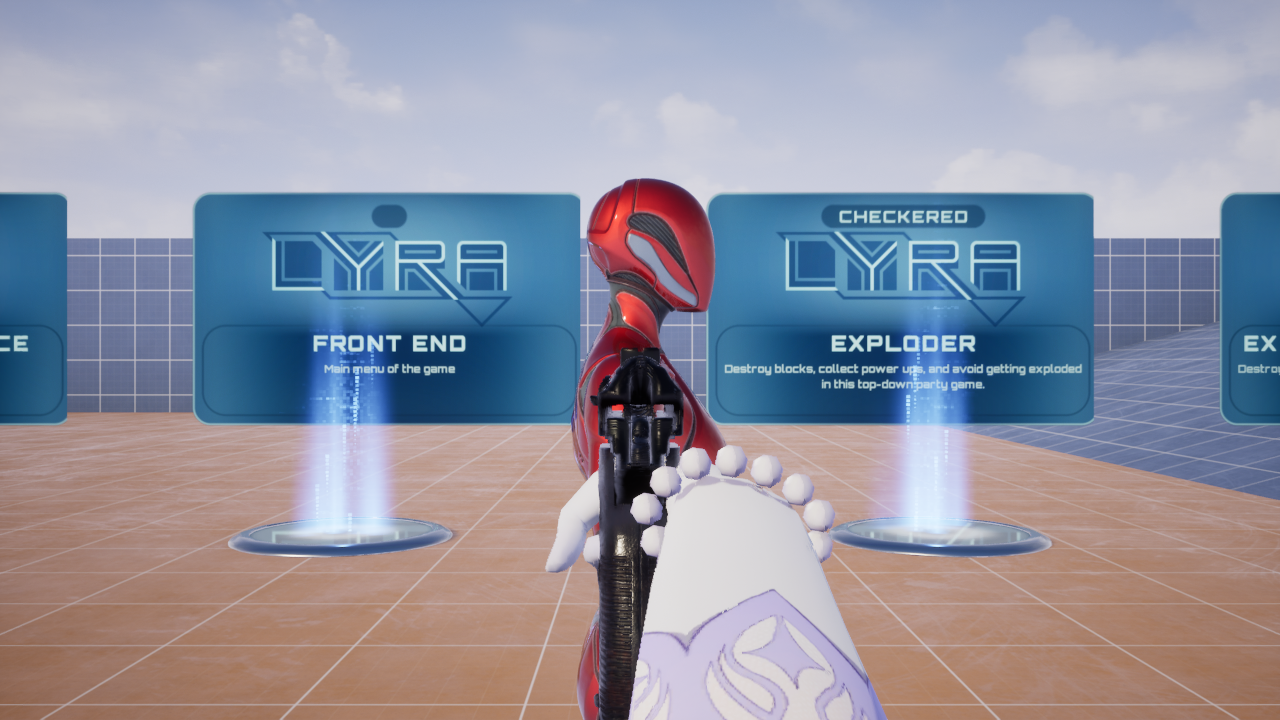 CE
LYRA
FRONT END
Main menu of the game
CHECKERED
LYRA
EXPLODER
Destroy blocks, collect power ups, and avoid getting exploded
in this top-down party game.
EX
Destroy